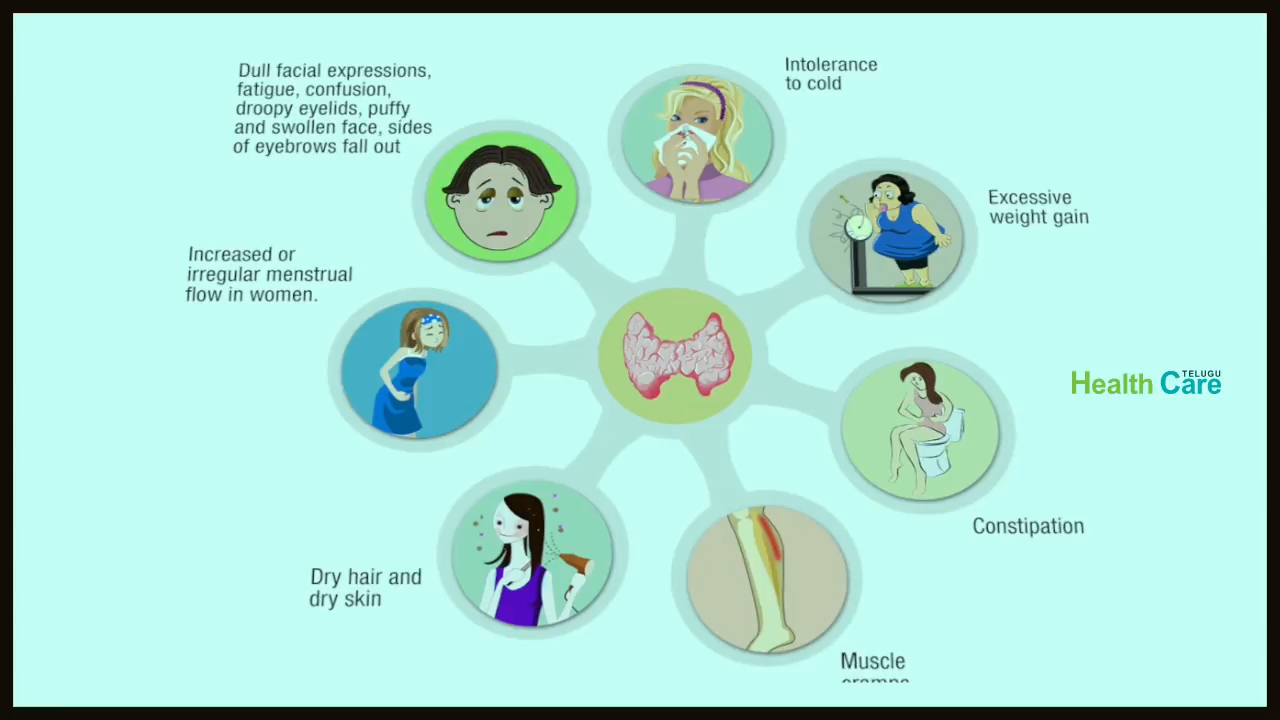 Dull facial expressions,
fatigue, confusion,
droopy eyelids, puffy
and swollen face, sides
of eyebrows fall out
Intolerance
to cold
Excessive
weight gain
Increased or
irregular menstrual
flow in women.
TELUGU
Health Care
Constipation
Dry hair and
dry skin
Muscle